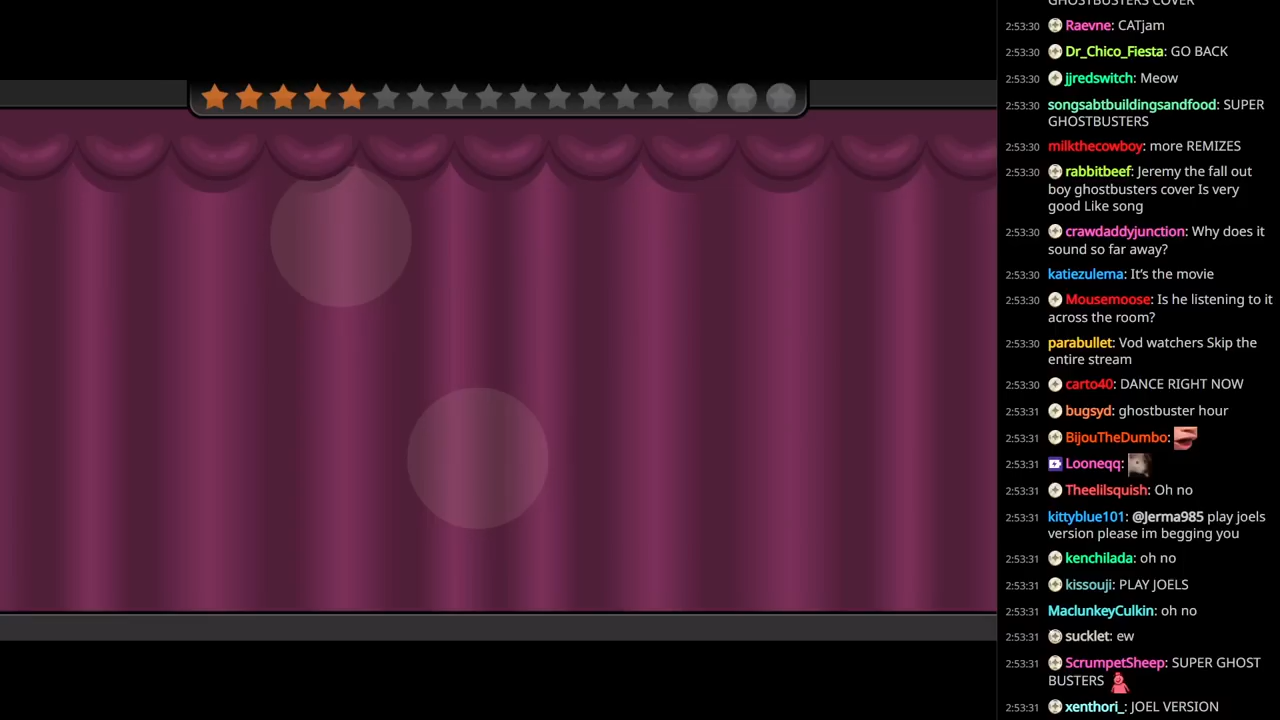 GHOSTBUSTERS COVER
2:53:30 Raevne: CATjam
2:53:30 Dr_Chico_Fiesta: GO BACK
2:53:30 jjredswitch: Meow
2:53:30 songsabtbuildingsandfood: SUPER
GHOSTBUSTERS
2:53:30 milkthecowboy: more REMIZES
2:53:30 rabbitbeef: Jeremy the fall out
boy ghostbusters cover Is very
good Like song
2:53:30 crawdaddyjunction: Why does it
sound so far away?
2:53:30 katiezulema: It's the movie
2:53:30 Mousemoose: Is he listening to it
across the room?
2:53:30 parabullet: Vod watchers Skip the
entire stream
2:53:30 carto40: DANCE RIGHT NOW
2:53:31 bugsyd: ghostbuster hour
2:53:31 BijouTheDumbo:
2:53:31 Looneqq:
2:53:31 Theelilsquish: Oh no
2:53:31 kittyblue101: @Jerma985 play joels
version please im begging you
2:53:31 kenchilada: oh no
2:53:31 kissouji: PLAY JOELS
2:53:31 MaclunkeyCulkin: oh no
2:53:31 sucklet: ew
2:53:31 ScrumpetSheep: SUPER GHOST
BUSTERS
2:53:31 xenthori_: JOEL VERSION